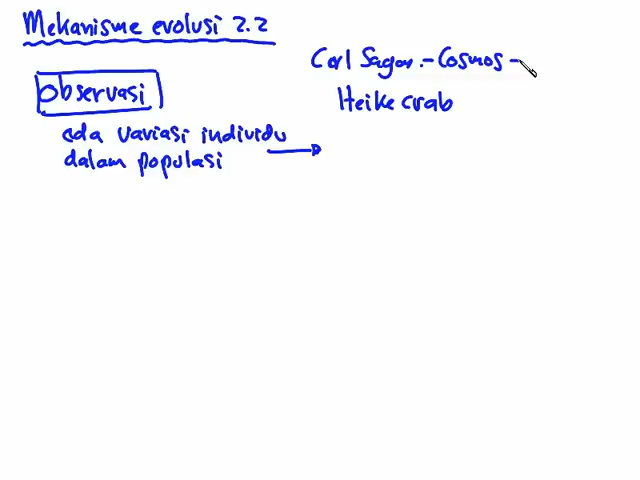 Mekanisme evolusi 2.2
Carl Sagan - Cosmos -
Observasi
Heike crab
ada variasi individu
dalam populasi